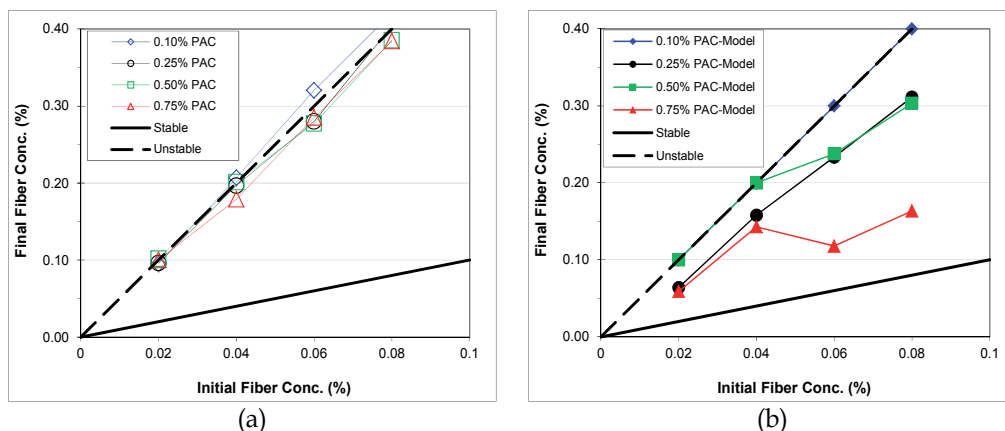 0.40
0.30
0.20
0.10
0.00
Final Fiber Conc. (%)
0.10% PAC
0.25% PAC
0.50% PAC
0.75% PAC
Stable
Unstable
0
0.02
0.04
0.06
0.08
0.1
Initial Fiber Conc. (%)
(a)
0.40
0.30
0.20
0.10
0.00
Final Fiber Conc. (%)
0.10% PAC-Model
0.25% PAC-Model
0.50% PAC-Model
0.75% PAC-Model
Stable
Unstable
0
0.02
0.04
0.06
0.08
0.1
Initial Fiber Conc. (%)
(b)